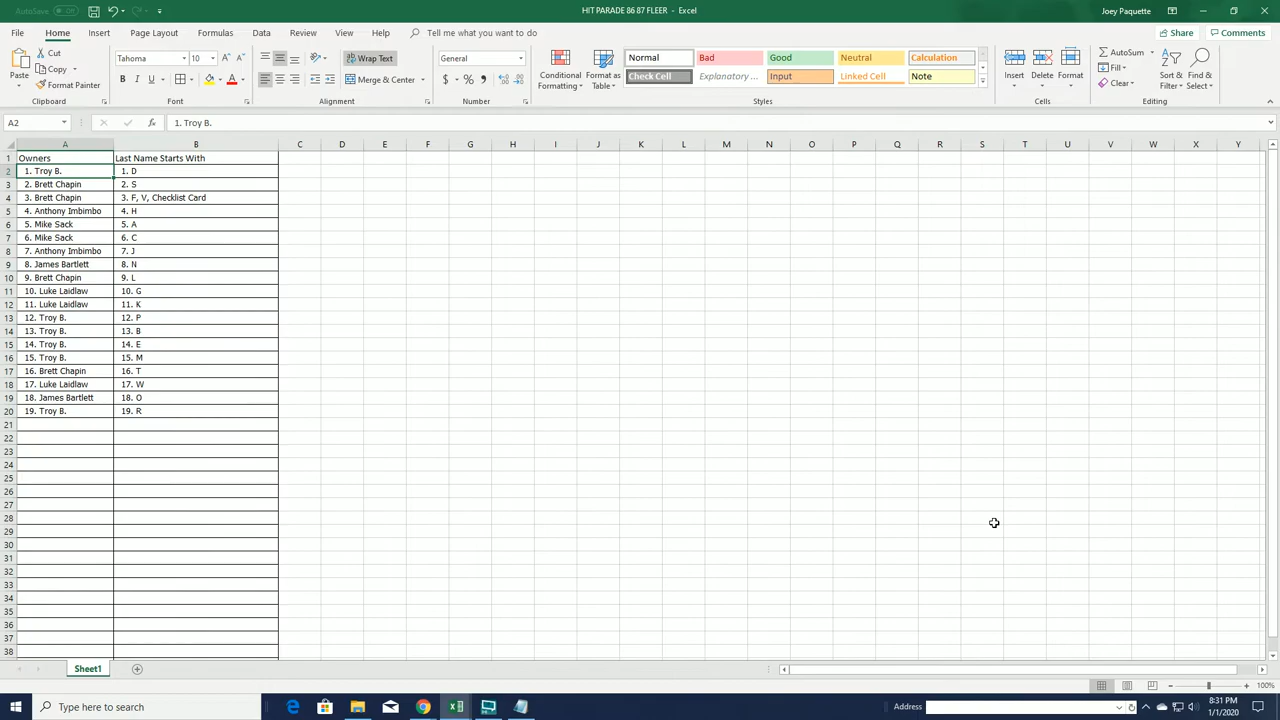 AutoSave Off
HIT PARADE 86 87 FLEER - Excel
Joey Paquette
File Home Insert Page Layout Formulas Data Review View Help Tell me what you want to do Share Comments
Paste Cut Copy Format Painter
Tahoma 10
B I U A
Wrap Text Merge & Center
General
$ % ,
Conditional Formatting Format as Table
Normal Bad Good Neutral Calculation
Check Cell Explanatory ... Input Linked Cell Note
Insert Delete Format
AutoSum Fill Clear
Sort & Filter Find & Select
Clipboard Font Alignment Number Styles Cells Editing
A2 fx 1. Troy B.
A B C D E F G H I J K L M N O P Q R S T U V W X Y
1 Owners Last Name Starts With
2 1. Troy B. 1. D
3 2. Brett Chapin 2. S
4 3. Brett Chapin 3. F, V, Checklist Card
5 4. Anthony Imbimbo 4. H
6 5. Mike Sack 5. A
7 6. Mike Sack 6. C
8 7. Anthony Imbimbo 7. J
9 8. James Bartlett 8. N
10 9. Brett Chapin 9. L
11 10. Luke Laidlaw 10. G
12 11. Luke Laidlaw 11. K
13 12. Troy B. 12. P
14 13. Troy B. 13. B
15 14. Troy B. 14. E
16 15. Troy B. 15. M
17 16. Brett Chapin 16. T
18 17. Luke Laidlaw 17. W
19 18. James Bartlett 18. O
20 19. Troy B. 19. R
21
22
23
24
25
26
27
28
29
30
31
32
33
34
35
36
37
38
Sheet1
100%
Type here to search
Address
8:31 PM
1/1/2020